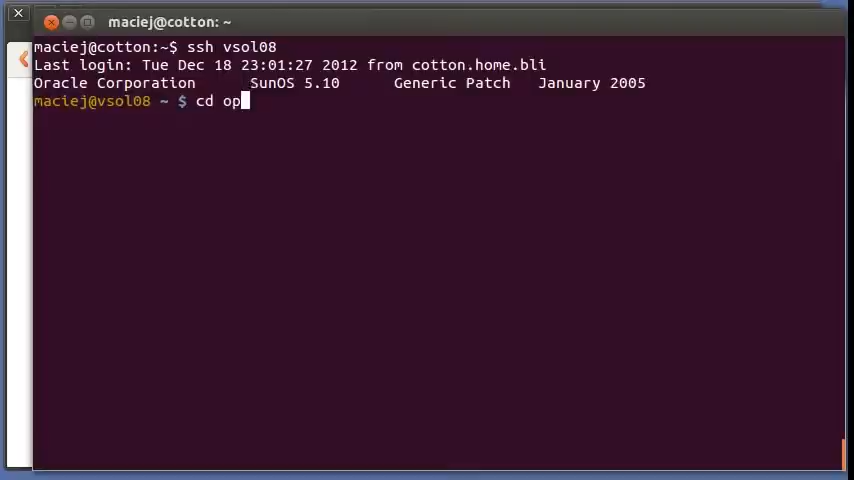 maciej@cotton: ~
maciej@cotton:~$ ssh vsol08
Last login: Tue Dec 18 23:01:27 2012 from cotton.home.bli
Oracle Corporation      SunOS 5.10      Generic Patch   January 2005
maciej@vsol08 ~ $ cd op